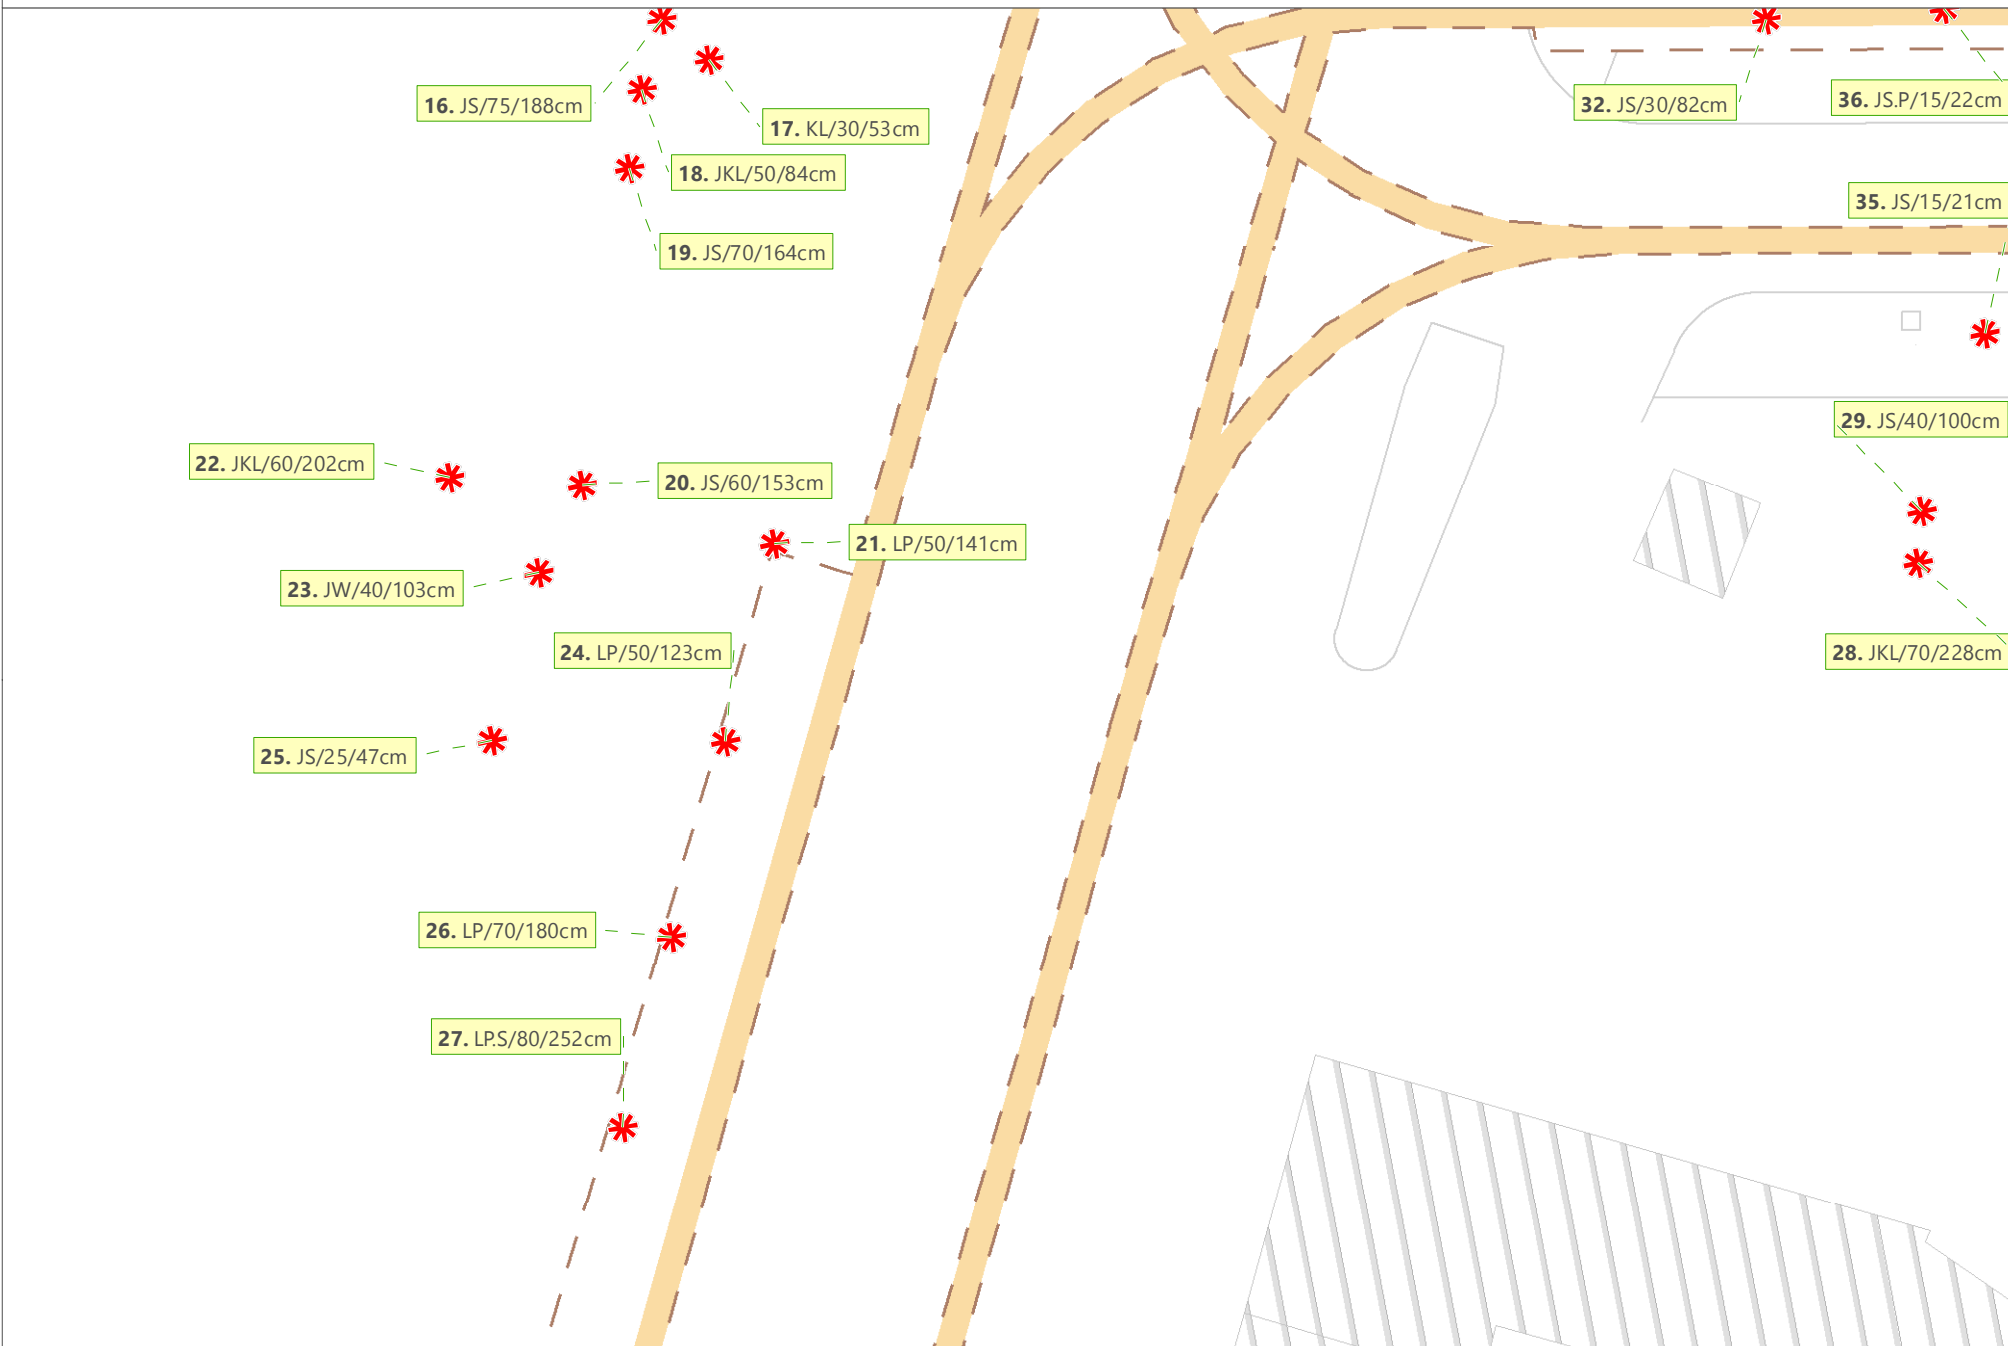 16. JS/75/188cm
32. JS/30/82cm
36. JS.P/15/22cm
17. KL/30/53cm
18. JKL/50/84cm
35. JS/15/21cm
19. JS/70/164cm
29. JS/40/100cm
22. JKL/60/202cm
20. JS/60/153cm
21. LP/50/141cm
23. JW/40/103cm
24. LP/50/123cm
28. JKL/70/228cm
25. JS/25/47cm
26. LP/70/180cm
27. LP.S/80/252cm